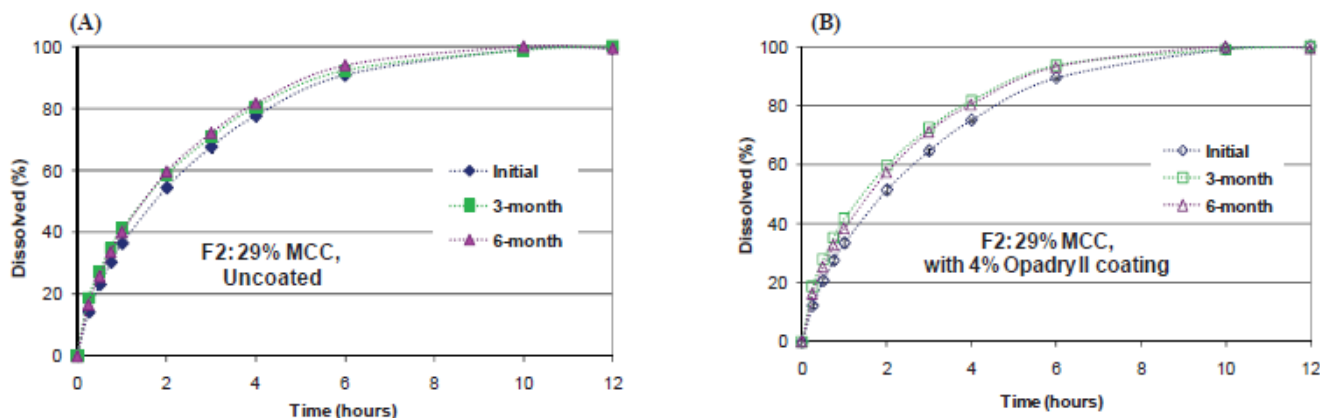 (A)
100
80
60
40
20
0
Dissolved (%)
0 2 4 6 8 10 12
Time (hours)
Initial
3-month
6-month
F2: 29% MCC,
Uncoated
(B)
100
80
60
40
20
0
Dissolved (%)
0 2 4 6 8 10 12
Time (hours)
Initial
3-month
6-month
F2: 29% MCC,
with 4% Opadry II coating